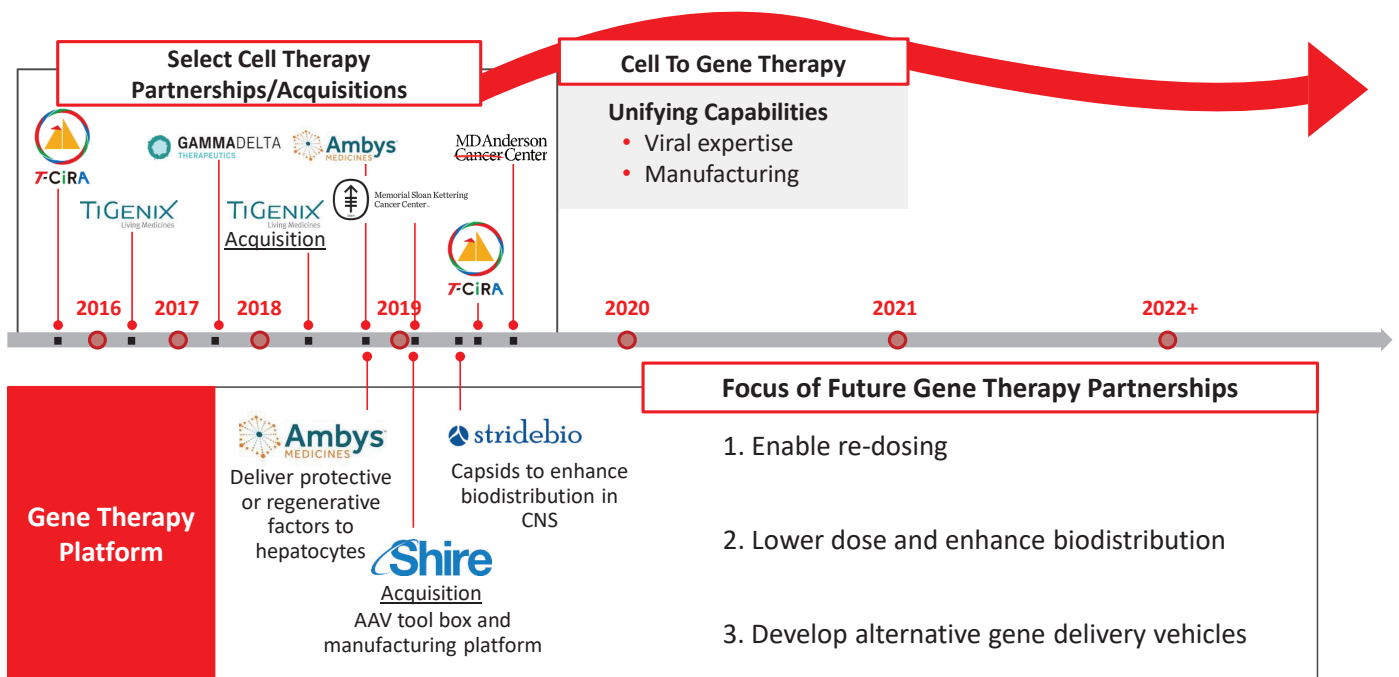 Select Cell Therapy
Partnerships/Acquisitions
Cell To Gene Therapy
Unifying Capabilities
• Viral expertise
• Manufacturing
T-CiRA
GAMMADELTA
THERAPEUTICS
Ambys
MEDICINES
MDAnderson
Cancer Center
TiGENIX
Living Medicines
TiGENIX
Living Medicines
Acquisition
Memorial Sloan Kettering
Cancer Center
T-CiRA
2016
2017
2018
2019
2020
2021
2022+
Gene Therapy
Platform
Ambys
MEDICINES
Deliver protective
or regenerative
factors to
hepatocytes
stridebio
Capsids to enhance
biodistribution in
CNS
Shire
Acquisition
AAV tool box and
manufacturing platform
Focus of Future Gene Therapy Partnerships
1. Enable re-dosing
2. Lower dose and enhance biodistribution
3. Develop alternative gene delivery vehicles